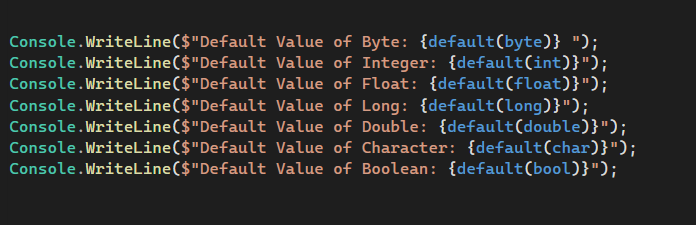 Console.WriteLine($"Default Value of Byte: {default(byte)} ");
Console.WriteLine($"Default Value of Integer: {default(int)}");
Console.WriteLine($"Default Value of Float: {default(float)}");
Console.WriteLine($"Default Value of Long: {default(long)}");
Console.WriteLine($"Default Value of Double: {default(double)}");
Console.WriteLine($"Default Value of Character: {default(char)}");
Console.WriteLine($"Default Value of Boolean: {default(bool)}");